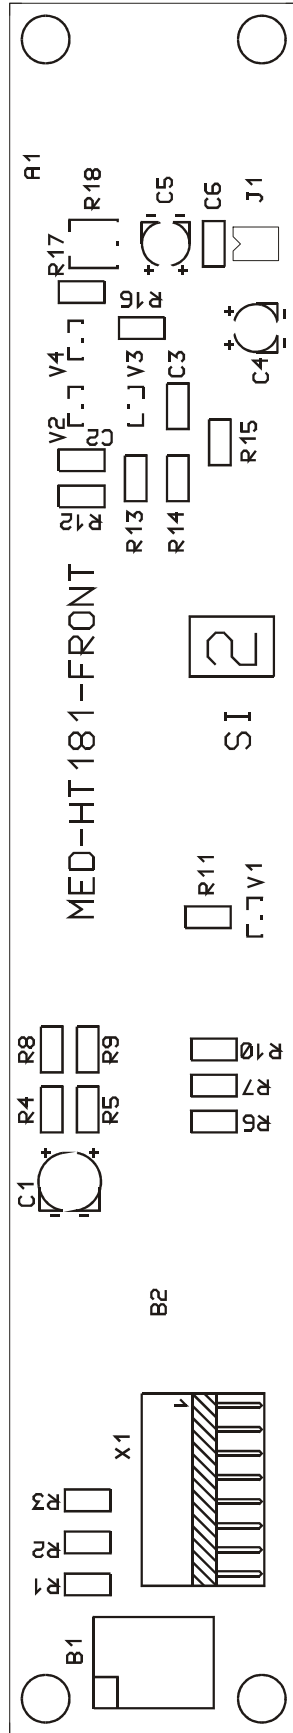 A1
R18
C5
C6
J1
R17
R16
V4
V3
C3
C4
V2
C2
R15
R12
R13
R14
MED-HT181-FRONT
2
SI
R11
V1
R8
R9
R10
R4
R5
R7
R6
C1
+ -
B2
1
X1
R3
R2
R1
B1